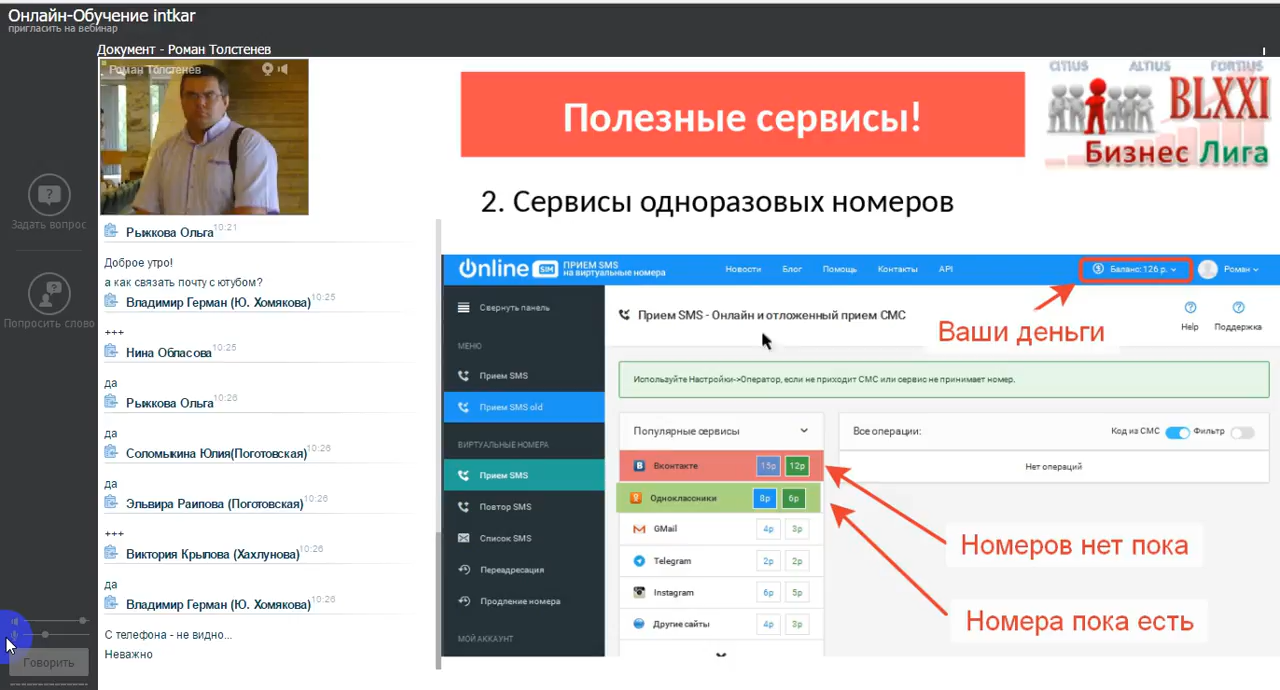 Онлайн-Обучение intkar
пригласить на вебинар
Документ - Роман Толстенев
Роман Толстенев
Задать вопрос
Попросить слово
Говорить
Рыжкова Ольга 10:21
Доброе утро!
а как связать почту с ютубом?
Владимир Герман (Ю. Хомякова) 10:25
+++
Нина Обласова 10:25
да
Рыжкова Ольга 10:26
да
Соломыкина Юлия(Поготовская) 10:26
да
Эльвира Раипова (Поготовская) 10:26
+++
Виктория Крылова (Хахлунова) 10:26
да
Владимир Герман (Ю. Хомякова) 10:26
С телефона - не видно...
Неважно
Полезные сервисы!
CITIUS ALTIUS FORTIUS
BLXXI
Бизнес Лига
2. Сервисы одноразовых номеров
Online SIM
ПРИЕМ SMS
на виртуальные номера
Новости Блог Помощь Контакты API
Баланс: 126 р.
Роман
Свернуть панель
МЕНЮ
Прием SMS
Прием SMS old
ВИРТУАЛЬНЫЕ НОМЕРА
Прием SMS
Повтор SMS
Список SMS
Переадресация
Продление номера
МОЙ АККАУНТ
Прием SMS - Онлайн и отложенный прием СМС
Help Поддержка
Ваши деньги
Используйте Настройки->Оператор, если не приходит СМС или сервис не принимает номер.
Популярные сервисы
Вконтакте 15р 12р
Одноклассники 8р 6р
GMail 4р 3р
Telegram 2р 2р
Instagram 6р 5р
Другие сайты 4р 3р
Все операции: Код из СМС Фильтр
Нет операций
Номеров нет пока
Номера пока есть